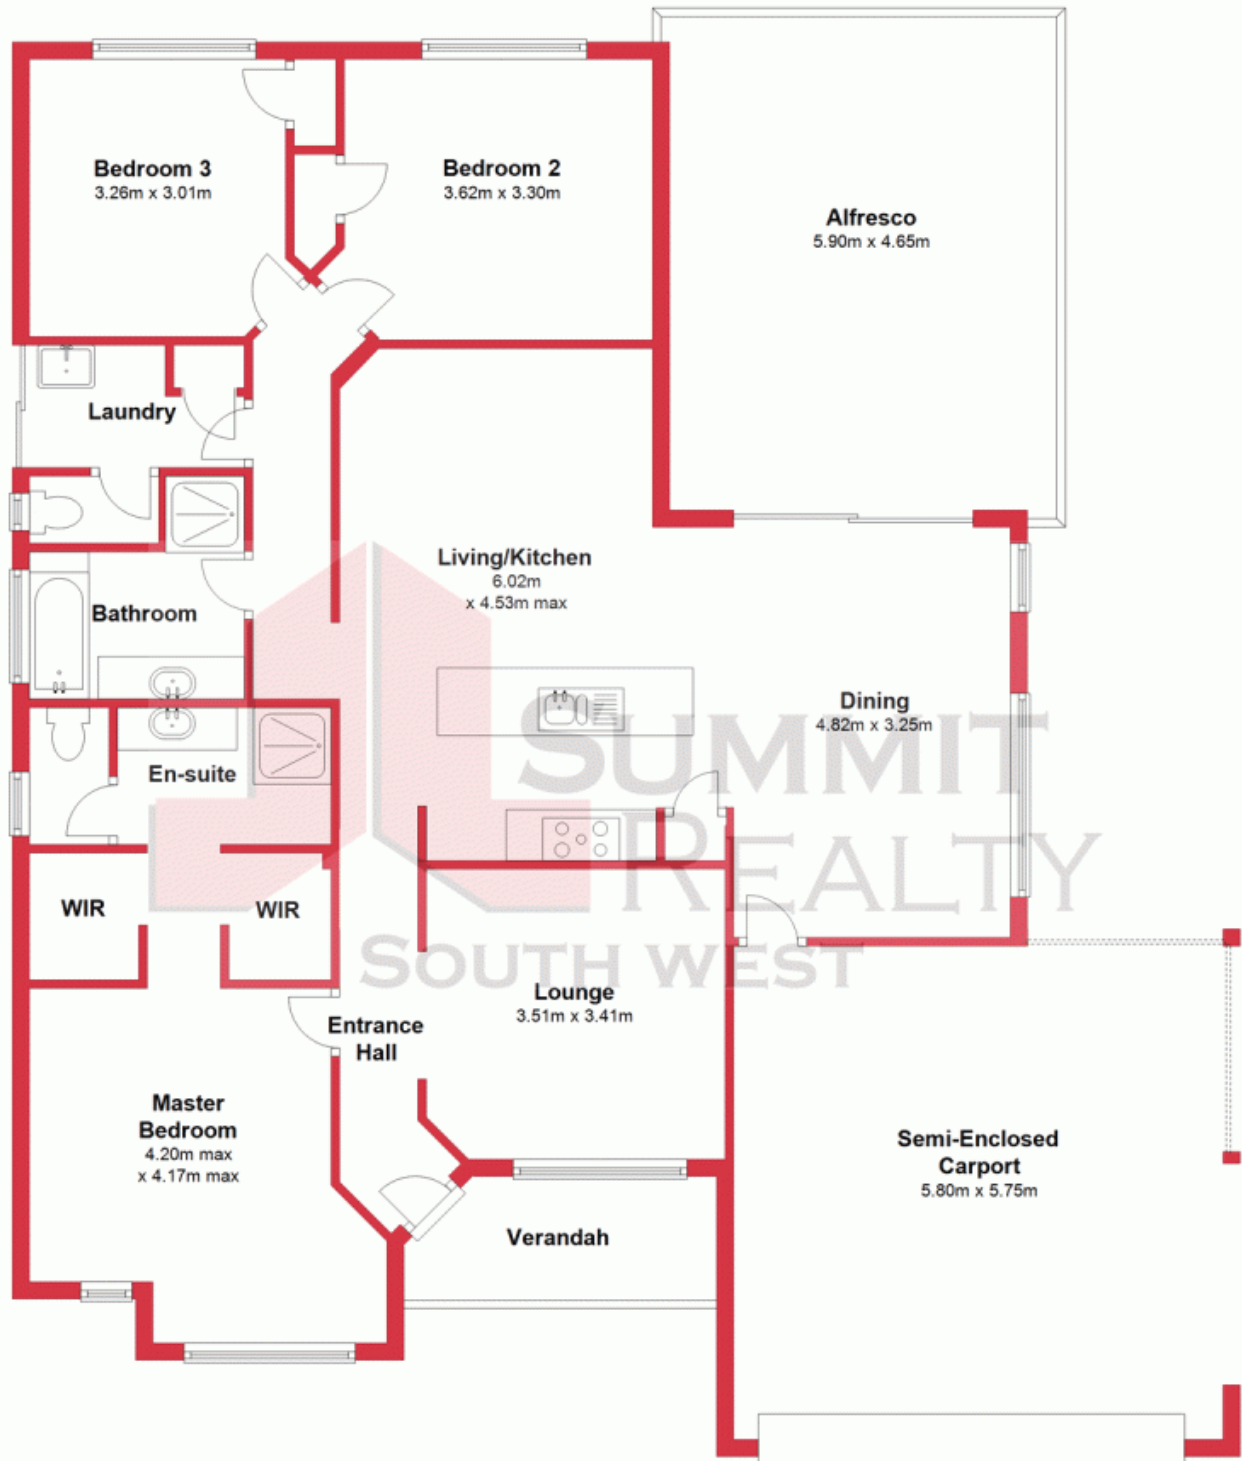 Bedroom 3
3.26m x 3.01m
Bedroom 2
3.62m x 3.30m
Alfresco
5.90m x 4.65m
Laundry
Living/Kitchen
6.02m
x 4.53m max
Bathroom
Dining
4.82m x 3.25m
En-suite
SUMMIT
REALTY
SOUTH WEST
WIR
WIR
Lounge
3.51m x 3.41m
Entrance
Hall
Master
Bedroom
4.20m max
x 4.17m max
Semi-Enclosed
Carport
5.80m x 5.75m
Verandah